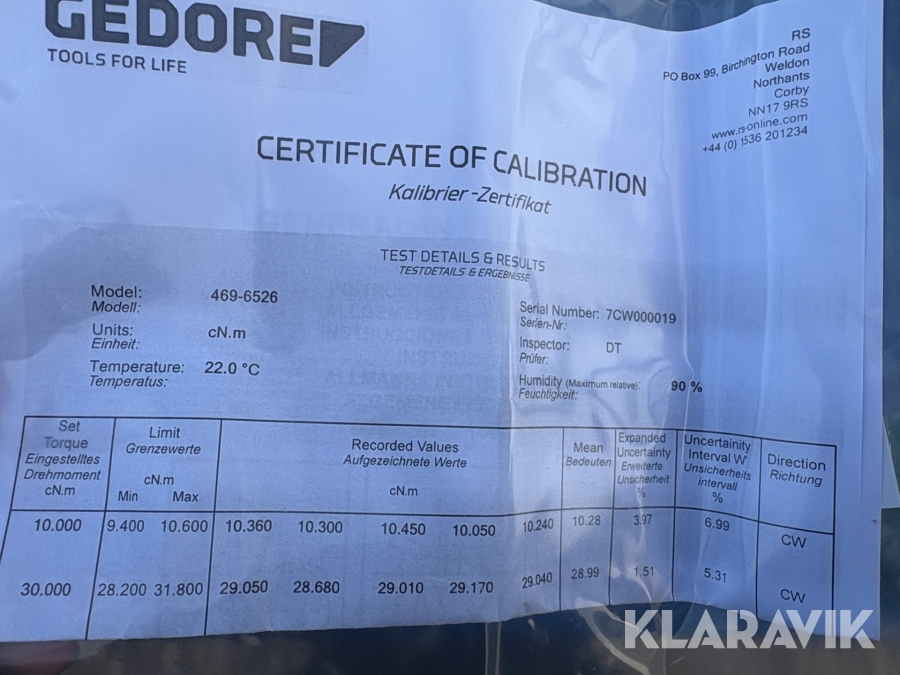 GEDORE
TOOLS FOR LIFE
RS
PO Box 99, Birchington Road
Weldon
Northants
Corby
NN17 9RS
www.rs-online.com
+44 (0) 1536 201234
CERTIFICATE OF CALIBRATION
Kalibrier-Zertifikat
TEST DETAILS & RESULTS
TESTDETAILS & ERGEBNISSE
Model: 469-6526
Modell:
Units: cN.m
Einheit:
Temperature: 22.0 °C
Temperatus:
Serial Number: 7CW000019
Serien-Nr:
Inspector: DT
Prüfer:
Humidity (Maximum relative): 90 %
Feuchtigkeit:
Set
Torque
Eingestelltes
Drehmoment
cN.m
Limit
Grenzewerte
cN.m
Min Max
Recorded Values
Aufgezeichnete Werte
cN.m
Mean
Bedeuten
Expanded
Uncertainty
Erweiterte
Unsicherheit
%
Uncertainity
Interval W'
Unsicherheits
intervall
%
Direction
Richtung
10.000 9.400 10.600 10.360 10.300 10.450 10.050 10.240 10.28 3.97 6.99 CW
30.000 28.200 31.800 29.050 28.680 29.010 29.170 29.040 28.99 1.51 5.31 CW
KLARAVIK